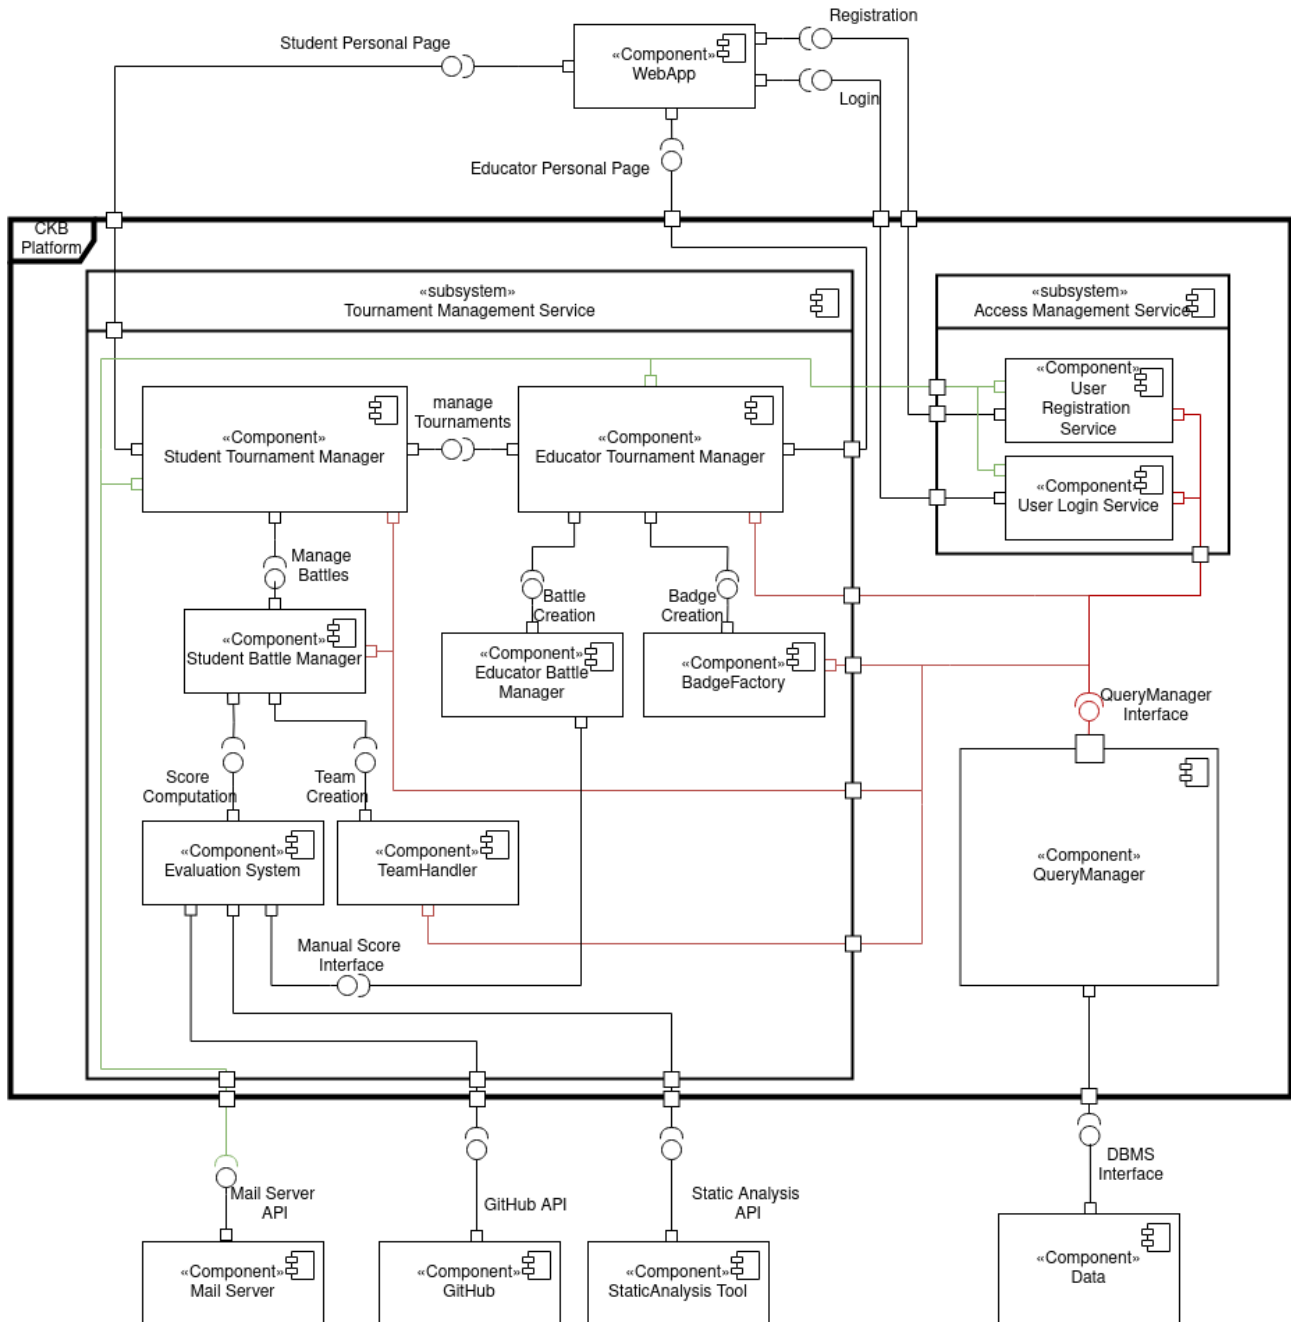 Registration
Student Personal Page
«Component»
WebApp
Login
Educator Personal Page
CKB
Platform
«subsystem»
Tournament Management Service
«subsystem»
Access Management Service
«Component»
User
Registration
Service
manage
Tournaments
«Component»
Student Tournament Manager
«Component»
Educator Tournament Manager
«Component»
User Login Service
Manage
Battles
Battle
Creation
Badge
Creation
«Component»
Student Battle Manager
«Component»
Educator Battle
Manager
«Component»
BadgeFactory
QueryManager
Interface
Score
Computation
Team
Creation
«Component»
Evaluation System
«Component»
TeamHandler
«Component»
QueryManager
Manual Score
Interface
DBMS
Interface
Mail Server
API
GitHub API
Static Analysis
API
«Component»
Mail Server
«Component»
GitHub
«Component»
StaticAnalysis Tool
«Component»
Data